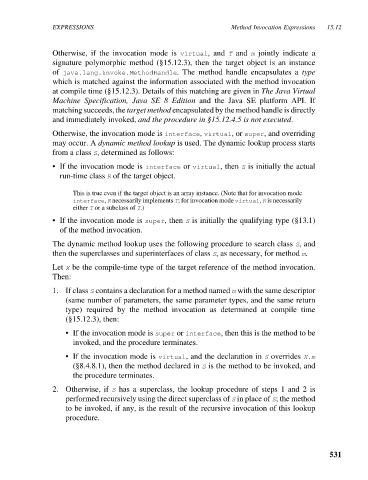 EXPRESSIONS Method Invocation Expressions 15.12
Otherwise, if the invocation mode is virtual, and T and m jointly indicate a
signature polymorphic method (§15.12.3), then the target object is an instance
of java.lang.invoke.MethodHandle. The method handle encapsulates a type
which is matched against the information associated with the method invocation
at compile time (§15.12.3). Details of this matching are given in The Java Virtual
Machine Specification, Java SE 8 Edition and the Java SE platform API. If
matching succeeds, the target method encapsulated by the method handle is directly
and immediately invoked, and the procedure in §15.12.4.5 is not executed.
Otherwise, the invocation mode is interface, virtual, or super, and overriding
may occur. A dynamic method lookup is used. The dynamic lookup process starts
from a class S, determined as follows:
• If the invocation mode is interface or virtual, then S is initially the actual
run-time class R of the target object.
This is true even if the target object is an array instance. (Note that for invocation mode
interface, R necessarily implements T; for invocation mode virtual, R is necessarily
either T or a subclass of T.)
• If the invocation mode is super, then S is initially the qualifying type (§13.1)
of the method invocation.
The dynamic method lookup uses the following procedure to search class S, and
then the superclasses and superinterfaces of class S, as necessary, for method m.
Let X be the compile-time type of the target reference of the method invocation.
Then:
1. If class S contains a declaration for a method named m with the same descriptor
(same number of parameters, the same parameter types, and the same return
type) required by the method invocation as determined at compile time
(§15.12.3), then:
• If the invocation mode is super or interface, then this is the method to be
invoked, and the procedure terminates.
• If the invocation mode is virtual, and the declaration in S overrides X.m
(§8.4.8.1), then the method declared in S is the method to be invoked, and
the procedure terminates.
2. Otherwise, if S has a superclass, the lookup procedure of steps 1 and 2 is
performed recursively using the direct superclass of S in place of S; the method
to be invoked, if any, is the result of the recursive invocation of this lookup
procedure.
531